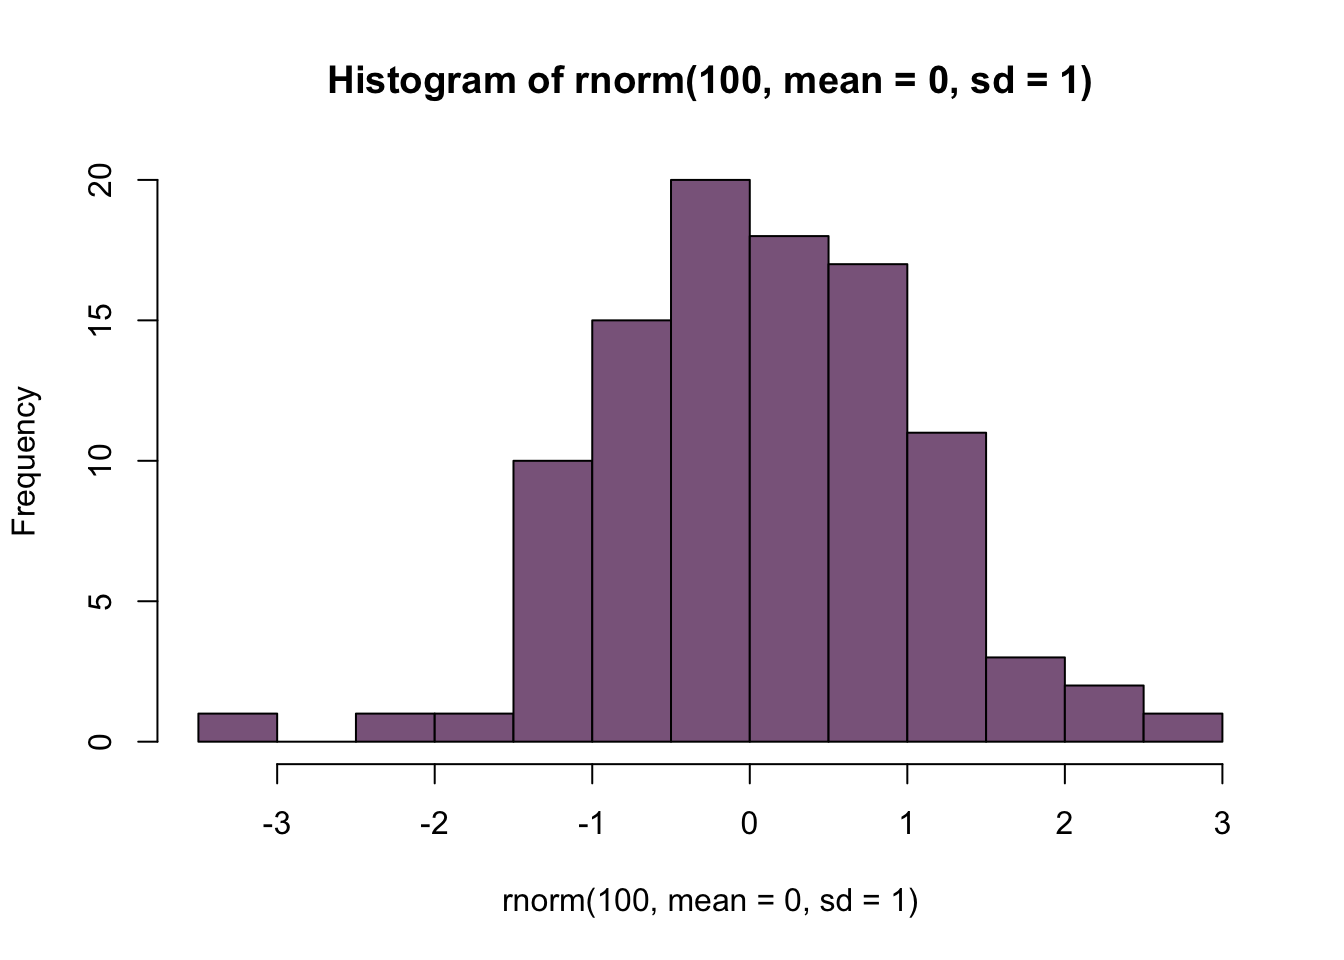 Histogram of rnorm(100, mean = 0, sd = 1)
Frequency
20
15
10
5
0
-3 -2 -1 0 1 2 3
rnorm(100, mean = 0, sd = 1)